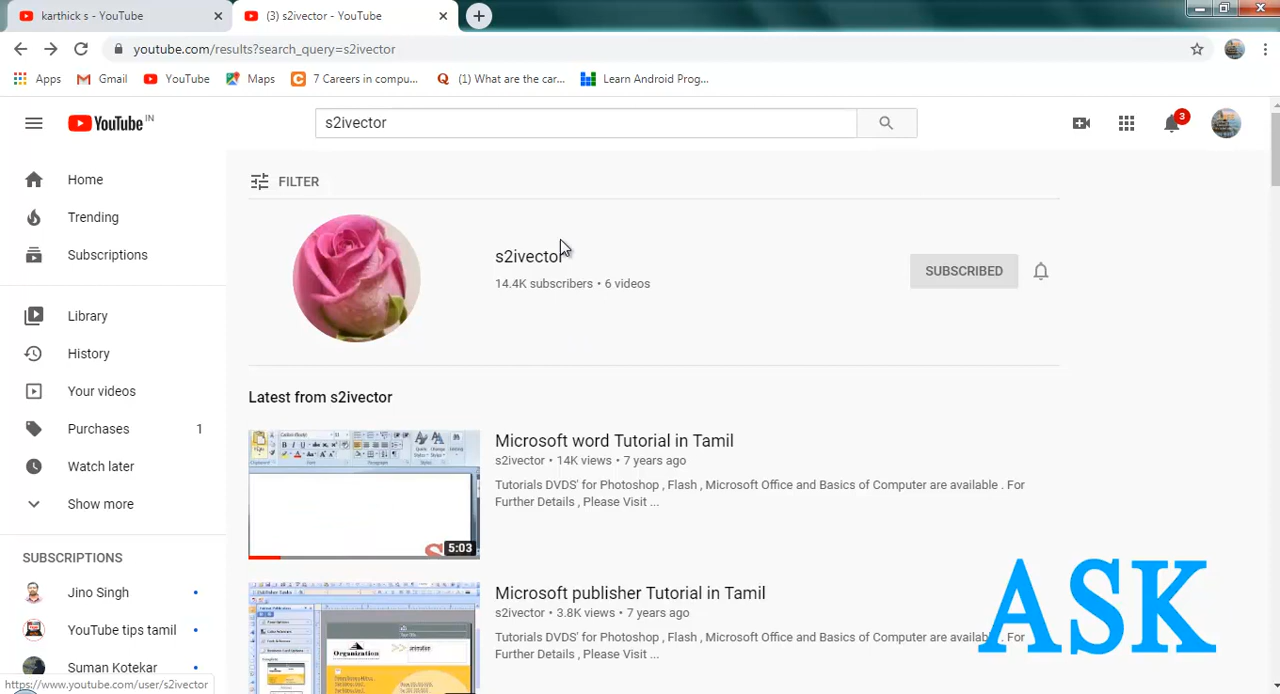 karthick s - YouTube
(3) s2ivector - YouTube
youtube.com/results?search_query=s2ivector
Apps
Gmail
YouTube
Maps
7 Careers in compu...
(1) What are the car...
Learn Android Prog...
YouTube IN
s2ivector
3
Home
Trending
Subscriptions
Library
History
Your videos
Purchases 1
Watch later
Show more
SUBSCRIPTIONS
Jino Singh
YouTube tips tamil
Suman Kotekar
https://www.youtube.com/user/s2ivector
FILTER
s2ivector
14.4K subscribers • 6 videos
SUBSCRIBED
Latest from s2ivector
5:03
Microsoft word Tutorial in Tamil
s2ivector • 14K views • 7 years ago
Tutorials DVDS' for Photoshop , Flash , Microsoft Office and Basics of Computer are available . For
Further Details , Please Visit ...
Organization
Microsoft publisher Tutorial in Tamil
s2ivector • 3.8K views • 7 years ago
Tutorials DVDS' for Photoshop , Flash , Microsoft Office and Basics of Computer are available . For
Further Details , Please Visit ...
ASK